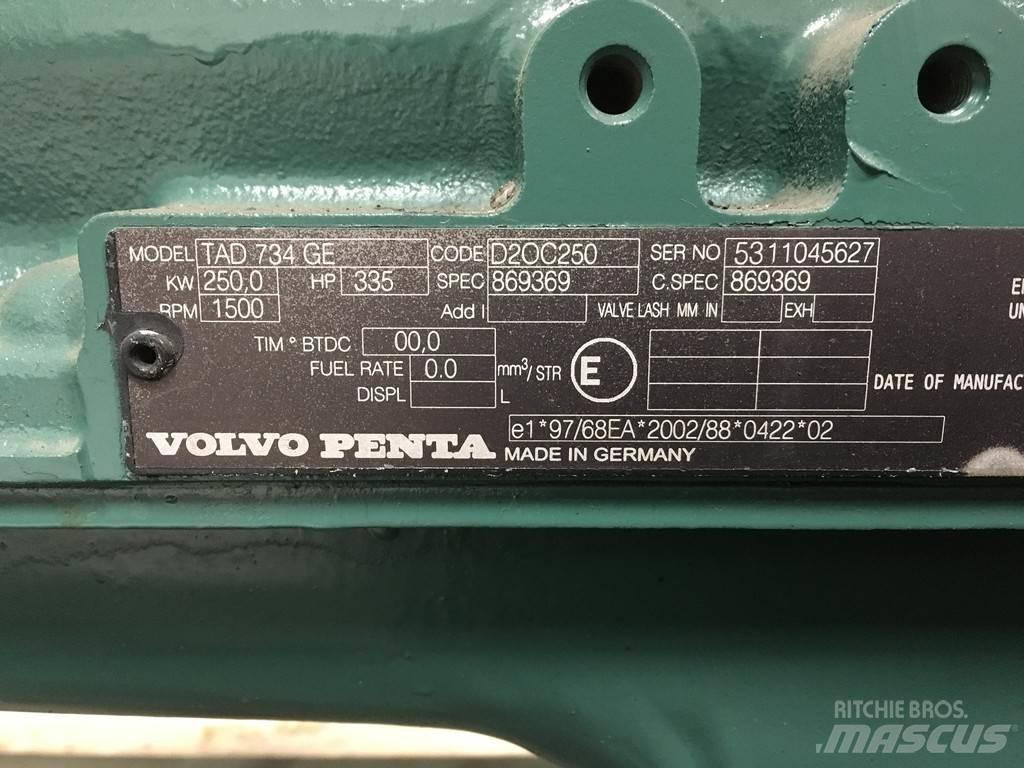 MODEL TAD 734 GE CODE D2OC250 SER NO 5311045627
KW 250,0 HP 335 SPEC 869369 C.SPEC 869369
RPM 1500 Add I VALVE LASH MM IN EXH
TIM ° BTDC 00,0
FUEL RATE 0.0 mm³/STR E
DISPL L DATE OF MANUFAC
e1*97/68EA*2002/88*0422*02
VOLVO PENTA MADE IN GERMANY
RITCHIE BROS.
MASCUS